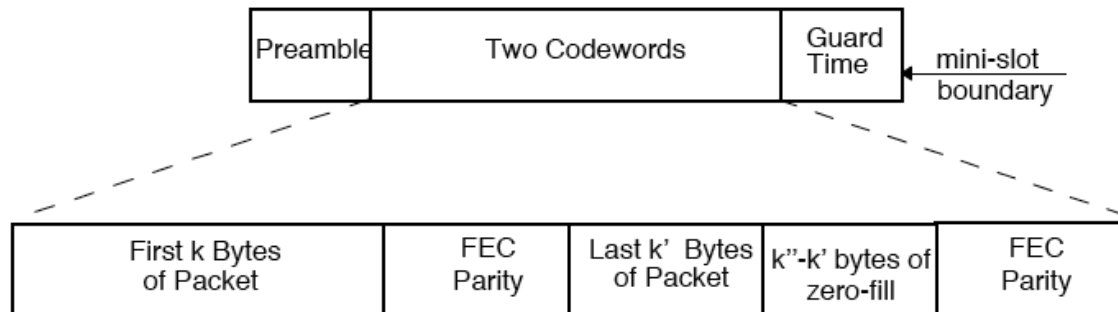 Preamble
Two Codewords
Guard
Time
mini-slot
boundary
First k Bytes
of Packet
FEC
Parity
Last k' Bytes
of Packet
k"-k' bytes of
zero-fill
FEC
Parity